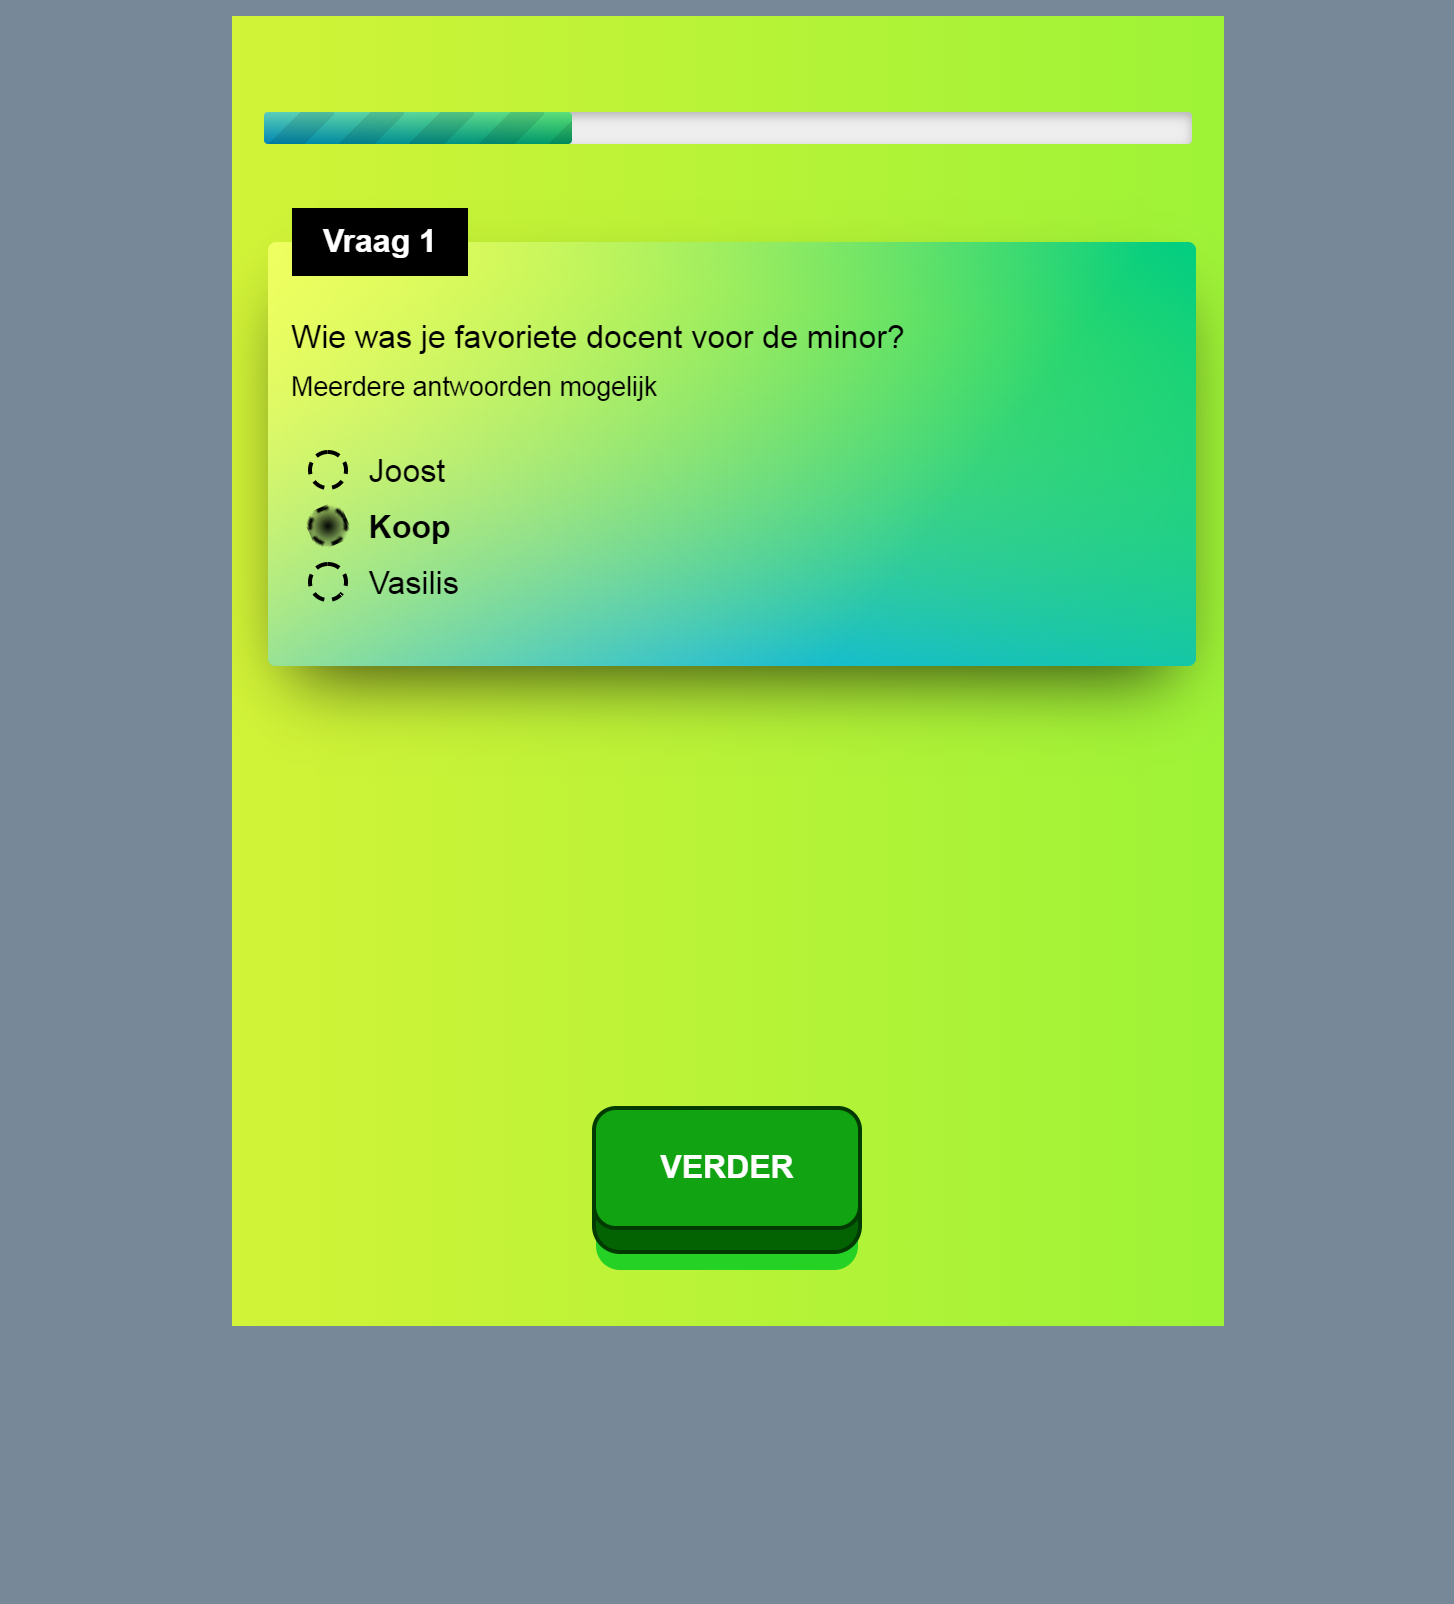 Vraag 1
Wie was je favoriete docent voor de minor?
Meerdere antwoorden mogelijk
Joost
Koop
Vasilis
VERDER